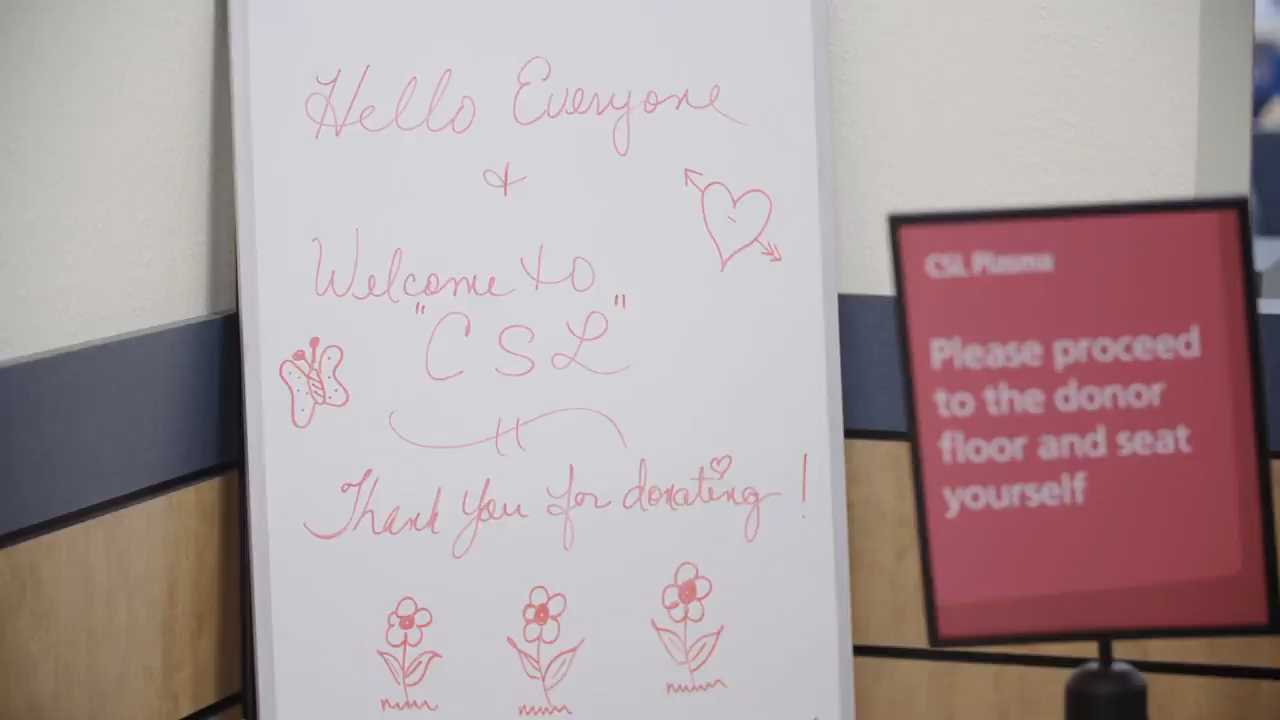 Hello Everyone
&
Welcome to
"CSL"
Thank you for donating!
CSL Plasma
Please proceed
to the donor
floor and seat
yourself